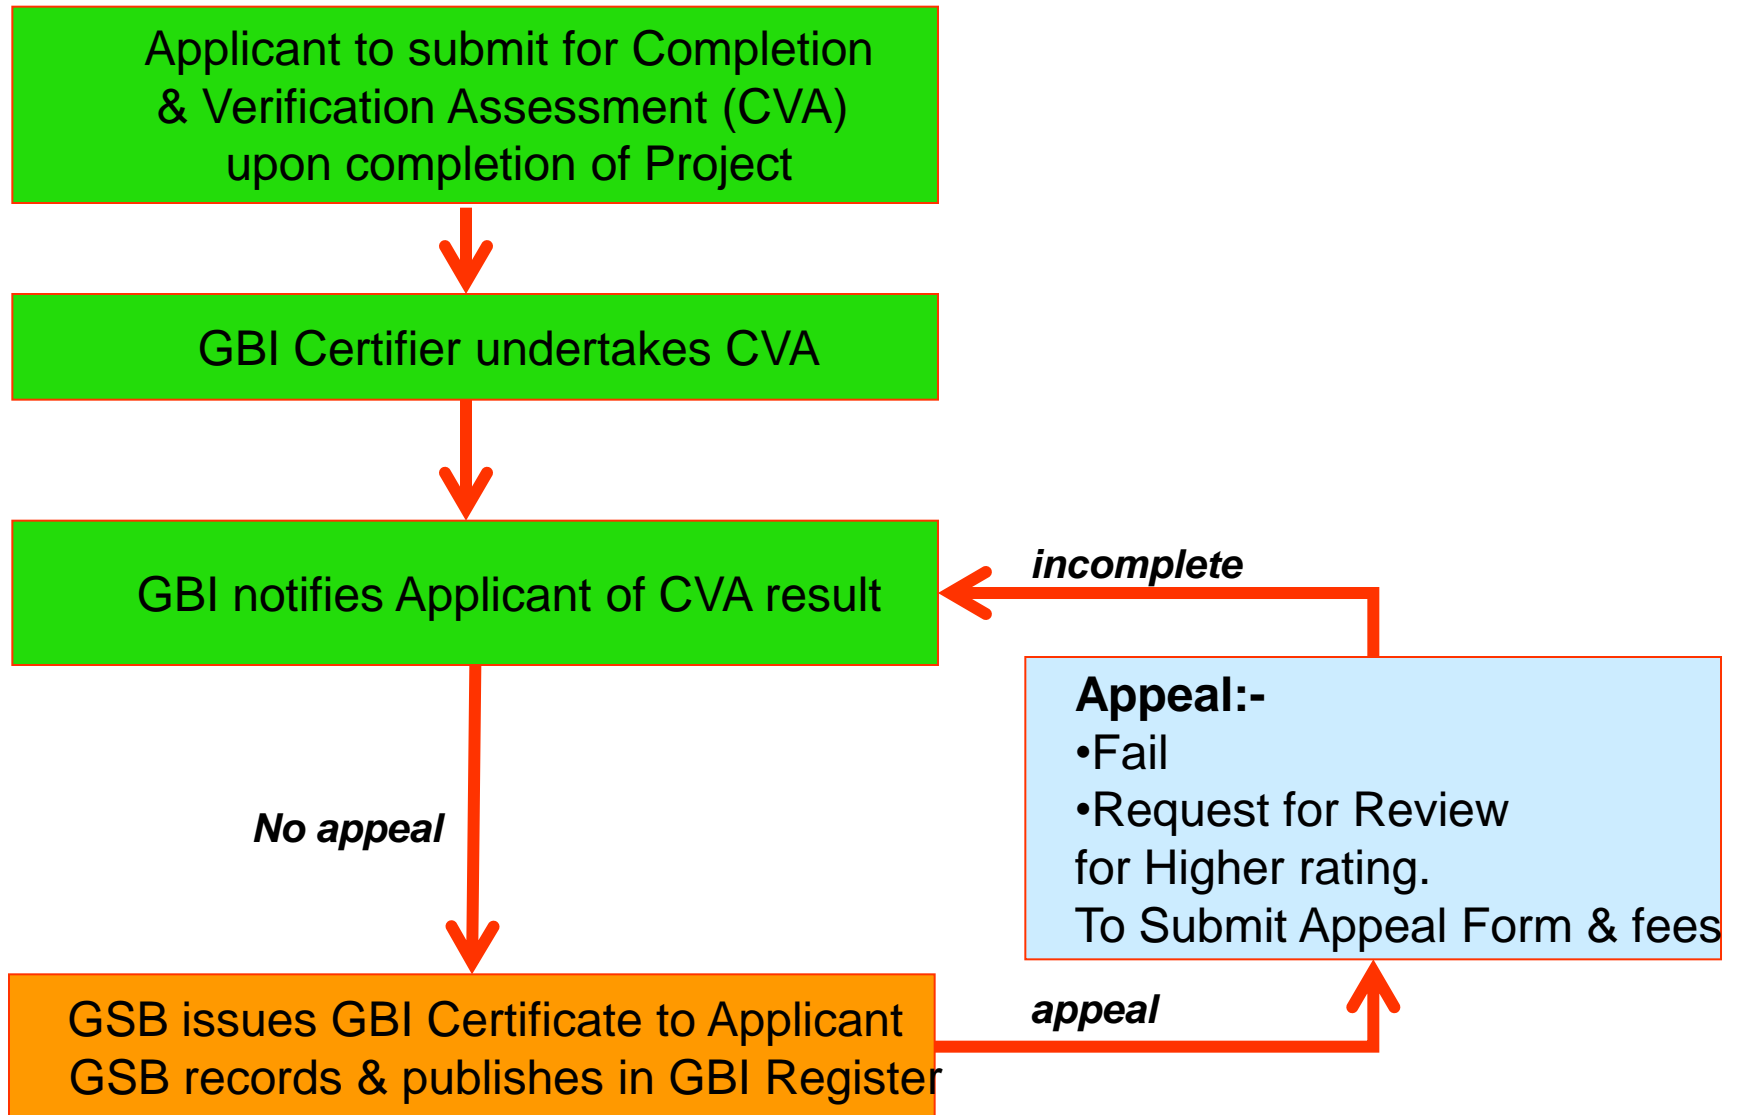 Applicant to submit for Completion
& Verification Assessment (CVA)
upon completion of Project
GBI Certifier undertakes CVA
GBI notifies Applicant of CVA result
incomplete
Appeal:-
•Fail
•Request for Review
for Higher rating.
To Submit Appeal Form & fees
No appeal
appeal
GSB issues GBI Certificate to Applicant
GSB records & publishes in GBI Register